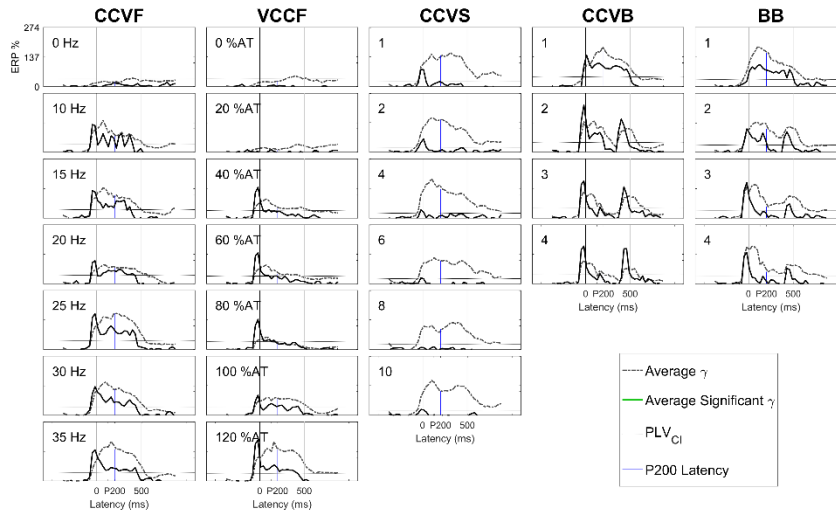 CCVF VCCF CCVS CCVB BB
274
137
0
ERP %
0 Hz 0 %AT 1 1 1
10 Hz 20 %AT 2 2 2
15 Hz 40 %AT 4 3 3
20 Hz 60 %AT 6 4 4
0 P200 500 0 P200 500
Latency (ms) Latency (ms)
25 Hz 80 %AT 8
30 Hz 100 %AT 10
0 P200 500
Latency (ms)
35 Hz 120 %AT
0 P200 500 0 P200 500
Latency (ms) Latency (ms)
Average γ
Average Significant γ
PLV_CI
P200 Latency